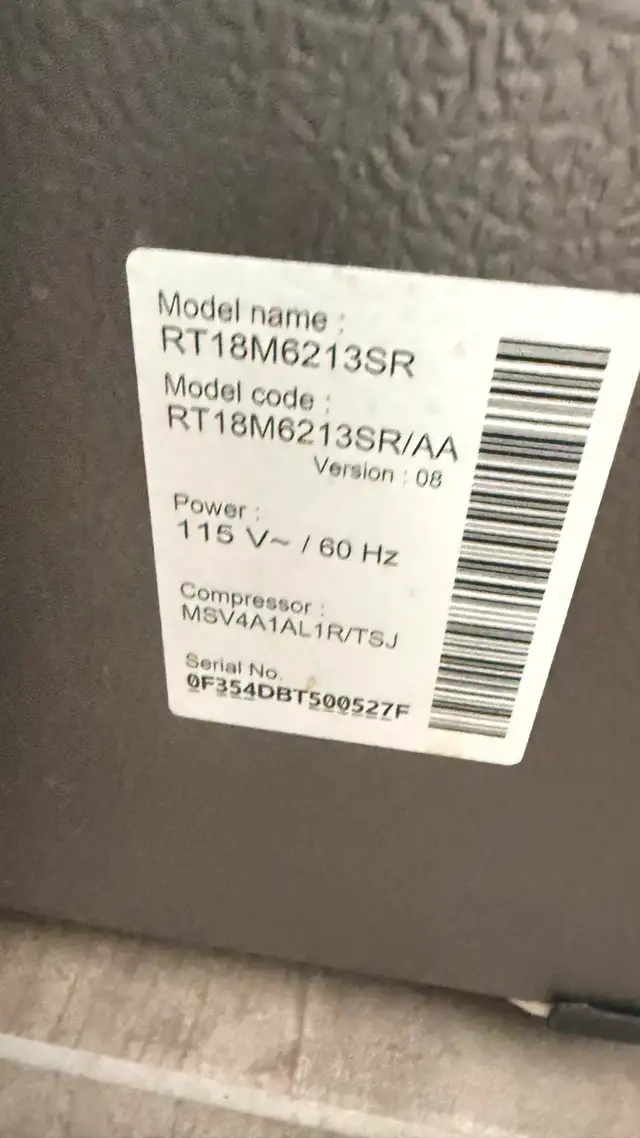 Model name :
RT18M6213SR
Model code :
RT18M6213SR/AA
Version : 08
Power :
115 V~ / 60 Hz
Compressor :
MSV4A1AL1R/TSJ
Serial No.
0F354DBT500527F